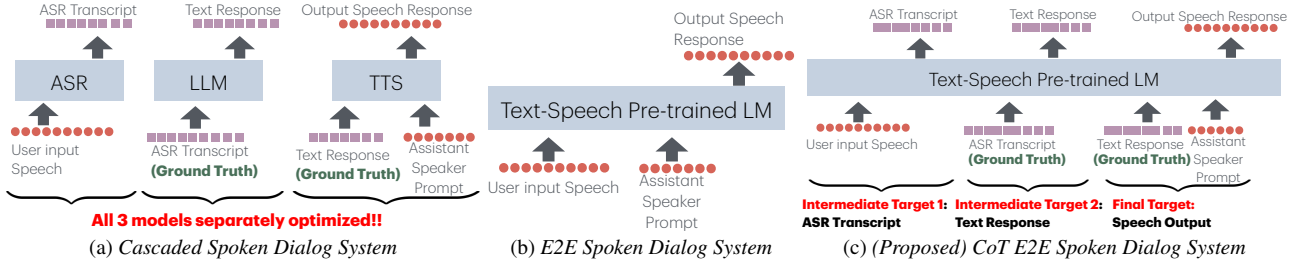 ASR Transcript
Text Response
Output Speech Response
ASR
LLM
TTS
User input
Speech
ASR Transcript
(Ground Truth)
Text Response
(Ground Truth)
Assistant
Speaker
Prompt
All 3 models separately optimized!!
(a) Cascaded Spoken Dialog System
Output Speech
Response
Text-Speech Pre-trained LM
User input Speech
Assistant
Speaker
Prompt
(b) E2E Spoken Dialog System
ASR Transcript
Text Response
Output Speech Response
Text-Speech Pre-trained LM
User input Speech
ASR Transcript
(Ground Truth)
Text Response
(Ground Truth)
Assistant
Speaker
Prompt
Intermediate Target 1:
ASR Transcript
Intermediate Target 2:
Text Response
Final Target:
Speech Output
(c) (Proposed) CoT E2E Spoken Dialog System